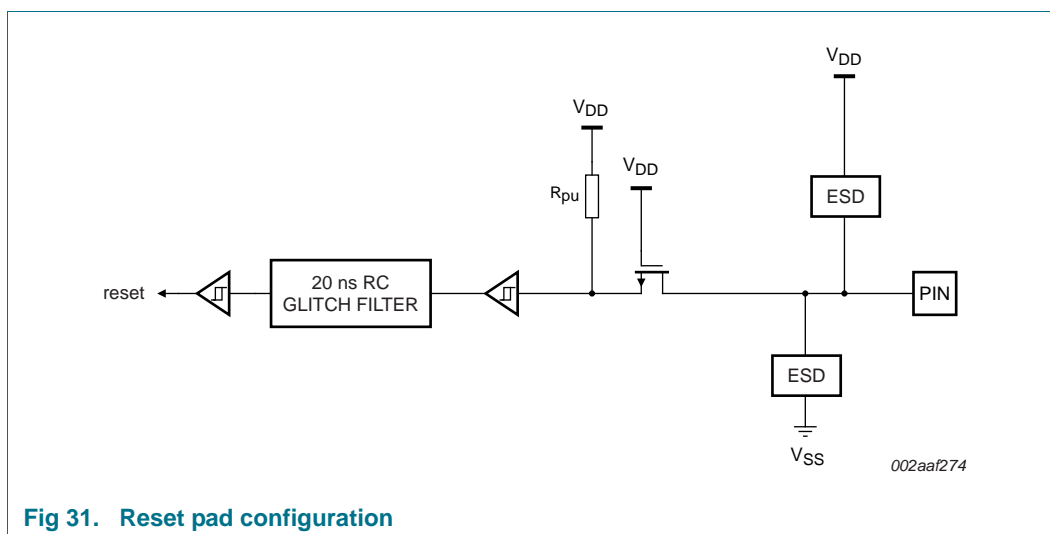 VDD
VDD
VDD
Rpu
ESD
reset
20 ns RC
GLITCH FILTER
PIN
ESD
VSS
002aaf274
Fig 31. Reset pad configuration